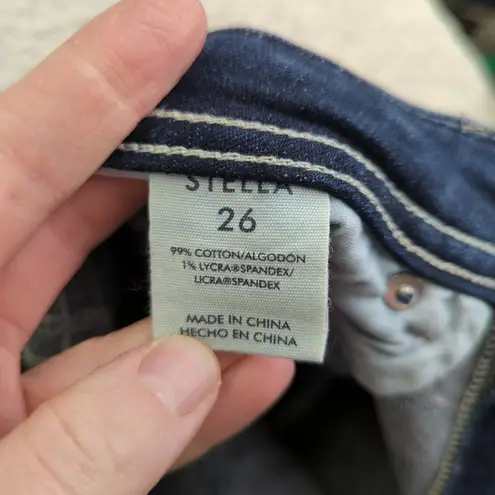 STELLA
26
99% COTTON/ALGODÓN
1% LYCRA®SPANDEX/
LICRA®SPANDEX
MADE IN CHINA
HECHO EN CHINA